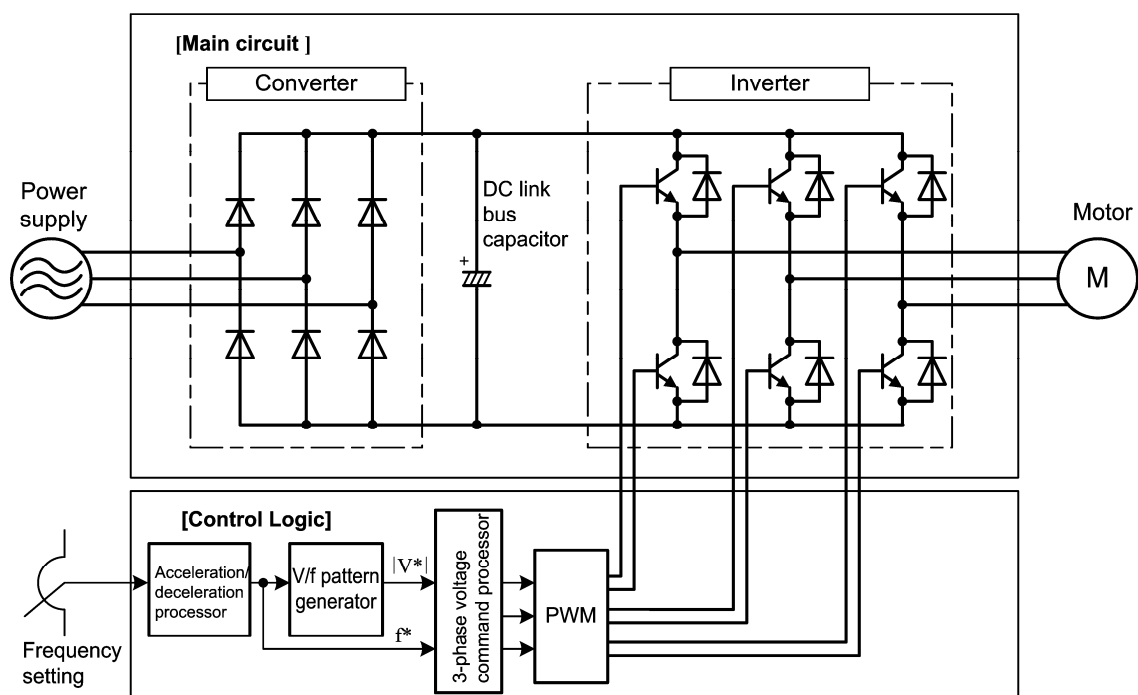 [Main circuit ]
Converter
Inverter
Power
supply
DC link
bus
capacitor
+
Motor
M
[Control Logic]
Acceleration/
deceleration
processor
V/f pattern
generator
|V*|
f*
3-phase voltage
command processor
PWM
Frequency
setting